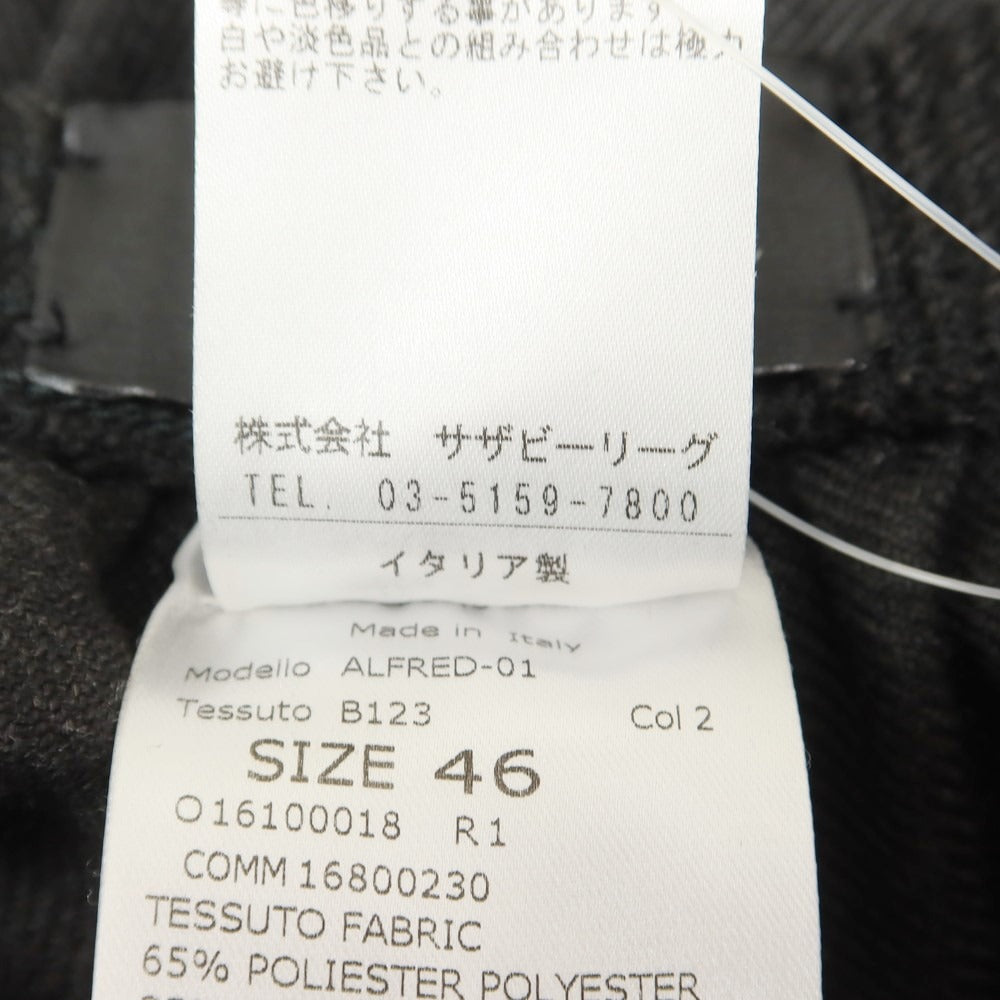 等に色移りする事があります
白や淡色品との組み合わせは極力
お避け下さい。
株式会社 サザビーリーグ
TEL. 03-5159-7800
イタリア製
Made in Italy
Modello ALFRED-01
Tessuto B123 Col 2
SIZE 46
O16100018 R1
COMM 16800230
TESSUTO FABRIC
65% POLIESTER POLYESTER